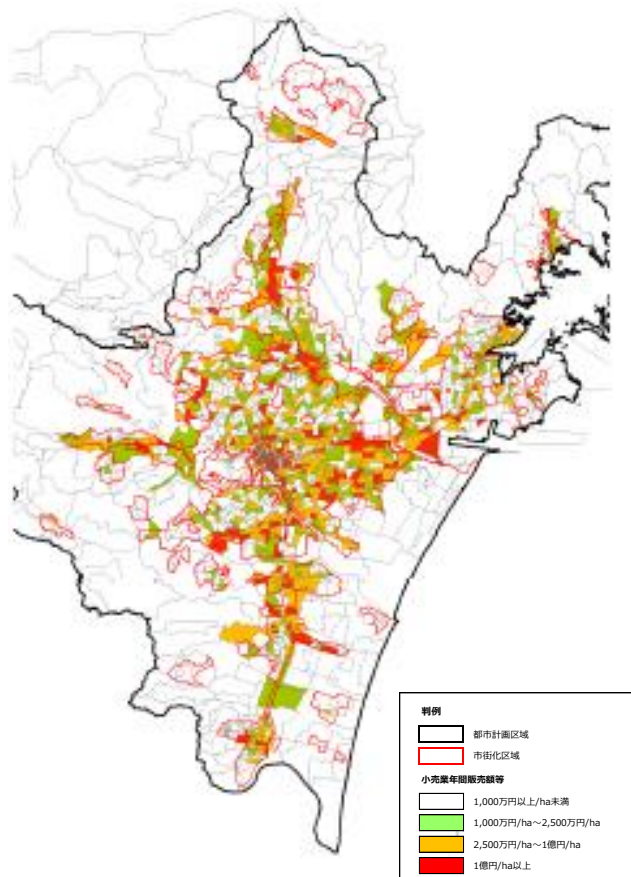 判例
都市計画区域
市街化区域
小売業年間販売額等
1,000万円以上/ha未満
1,000万円/ha～2,500万円/ha
2,500万円/ha～1億円/ha
1億円/ha以上